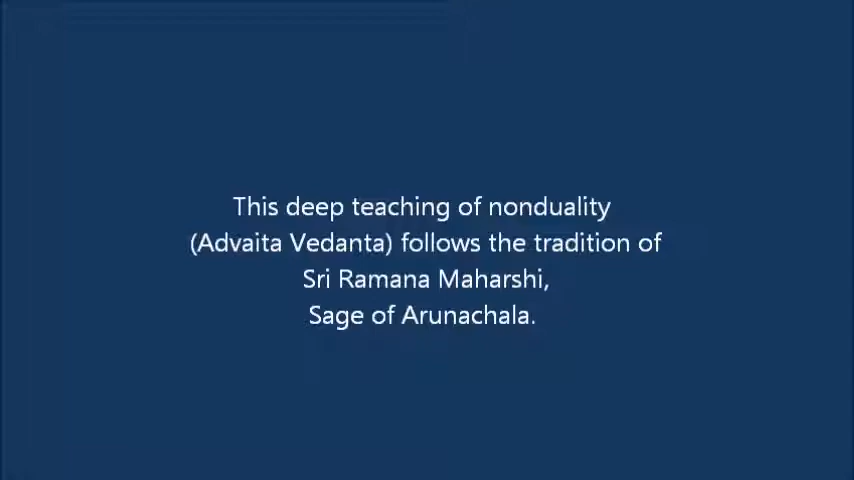 This deep teaching of nonduality
(Advaita Vedanta) follows the tradition of
Sri Ramana Maharshi,
Sage of Arunachala.